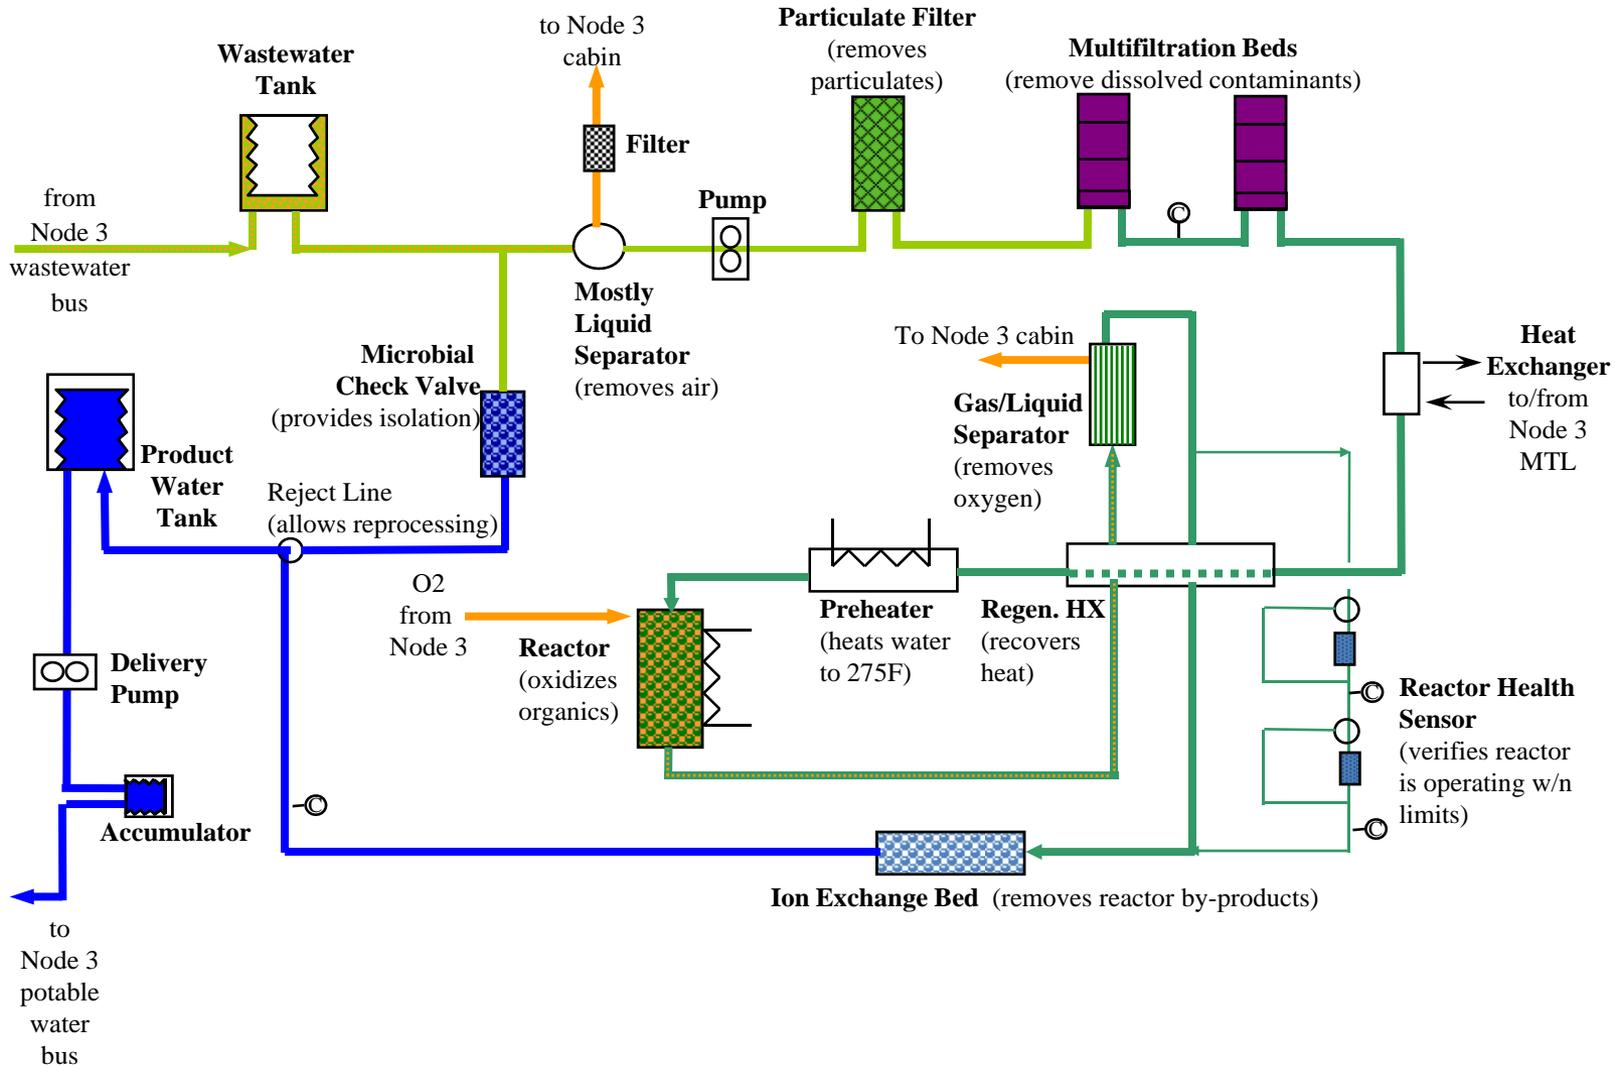 to Node 3
cabin
Particulate Filter
(removes
particulates)
Multifiltration Beds
(remove dissolved contaminants)
Wastewater
Tank
Filter
Pump
from
Node 3
wastewater
bus
C
Mostly
Liquid
Separator
(removes air)
Microbial
Check Valve
(provides isolation)
To Node 3 cabin
Gas/Liquid
Separator
(removes
oxygen)
Heat
Exchanger
to/from
Node 3
MTL
Product
Water
Tank
Reject Line
(allows reprocessing)
O2
from
Node 3
Reactor
(oxidizes
organics)
Preheater
(heats water
to 275F)
Regen. HX
(recovers
heat)
Delivery
Pump
C
Reactor Health
Sensor
(verifies reactor
is operating w/n
limits)
C
C
Accumulator
Ion Exchange Bed (removes reactor by-products)
to
Node 3
potable
water
bus